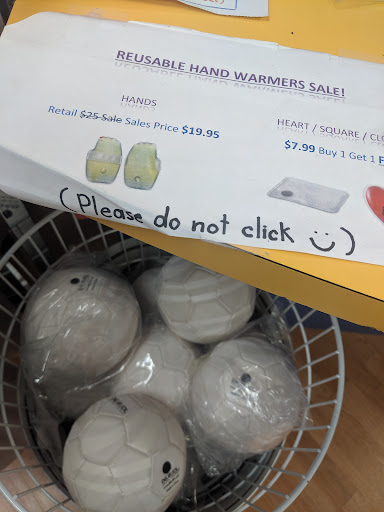 REUSABLE HAND WARMERS SALE!
HANDS
Retail $25 Sale Sales Price $19.95
HEART / SQUARE / CLO
$7.99 Buy 1 Get 1 F
(Please do not click :))